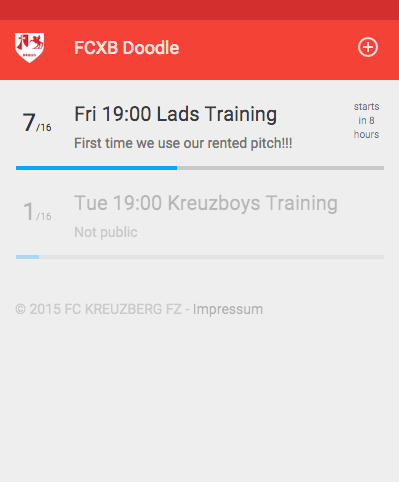 FCXB Doodle
7/16
Fri 19:00 Lads Training
First time we use our rented pitch!!!
starts
in 8
hours
1/16
Tue 19:00 Kreuzboys Training
Not public
© 2015 FC KREUZBERG FZ - Impressum